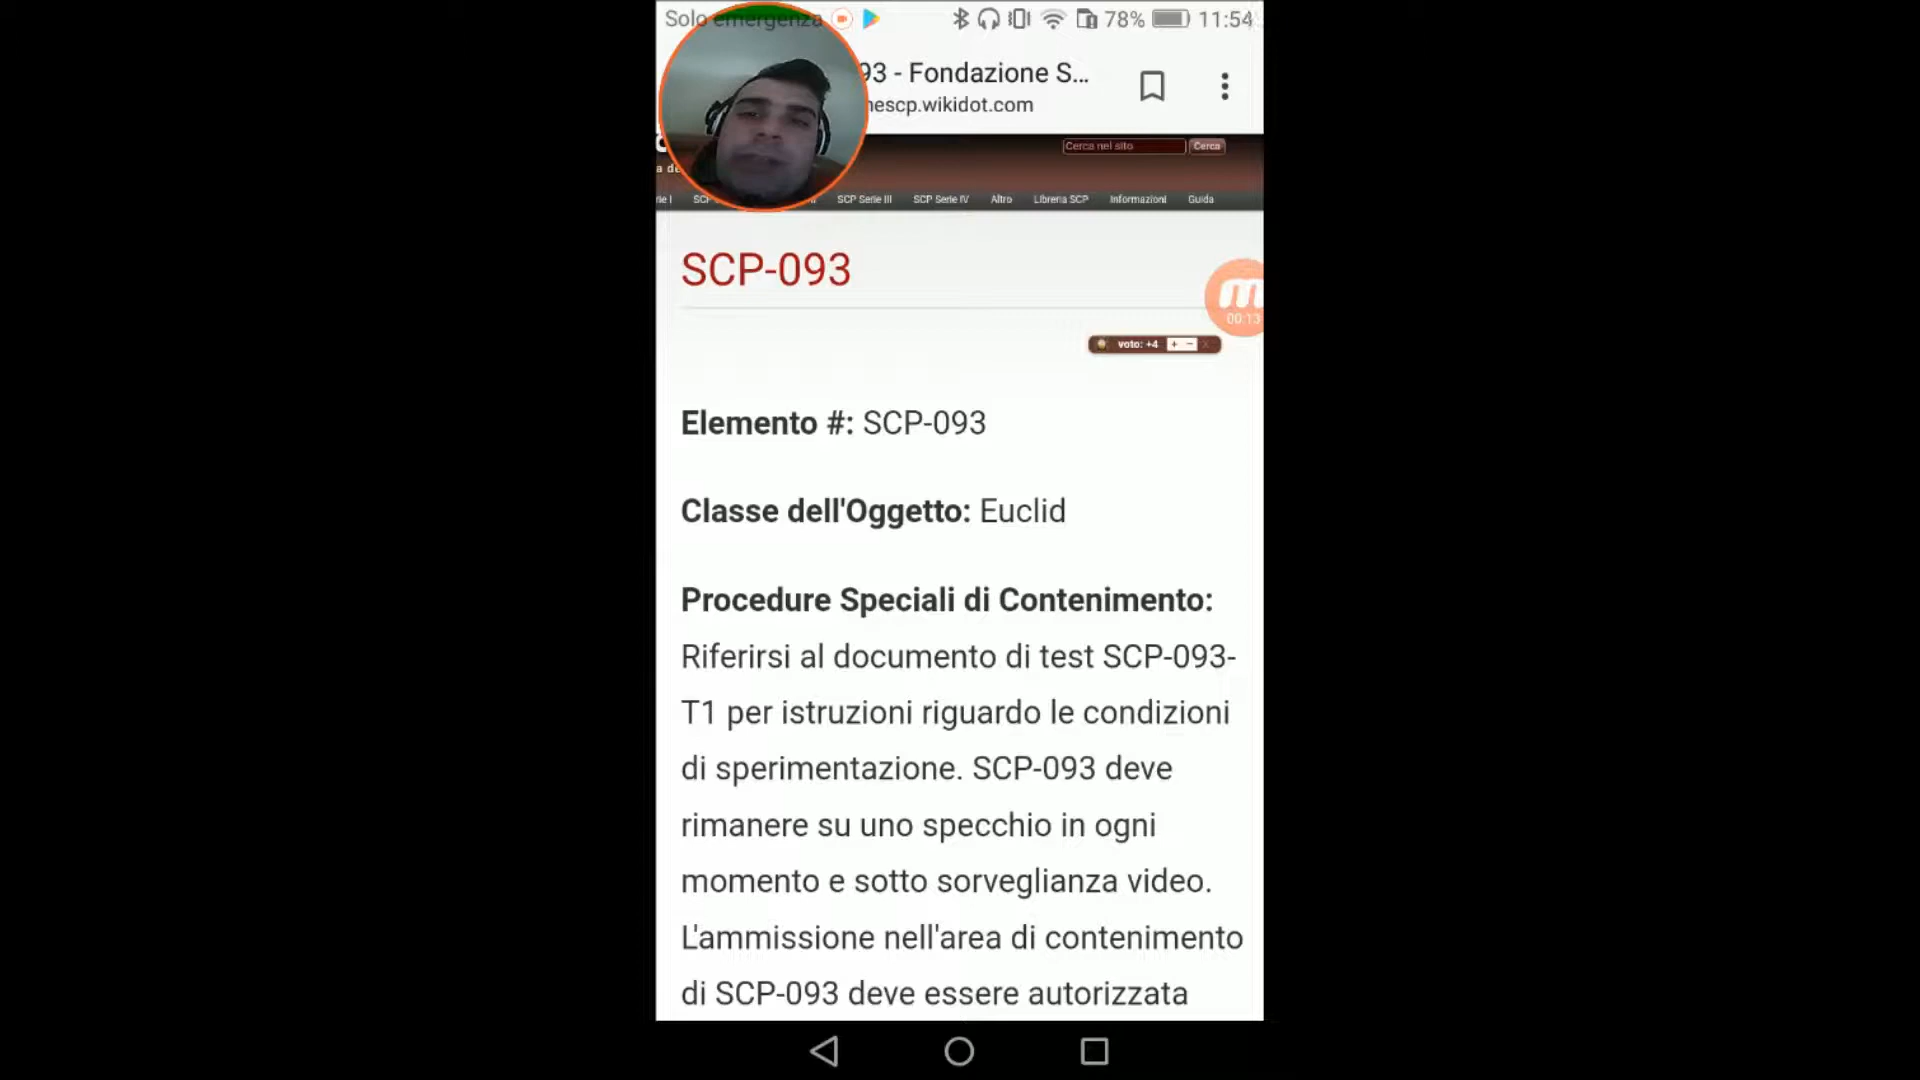 Solo emergenza 78% 11:54
93 - Fondazione S...
nescp.wikidot.com
Cerca nel sito Cerca
a de
rie I SCP SCP Serie III SCP Serie IV Altro Libreria SCP Informazioni Guida
SCP-093
m
00:13
voto: +4 + – X
Elemento #: SCP-093
Classe dell'Oggetto: Euclid
Procedure Speciali di Contenimento:
Riferirsi al documento di test SCP-093-
T1 per istruzioni riguardo le condizioni
di sperimentazione. SCP-093 deve
rimanere su uno specchio in ogni
momento e sotto sorveglianza video.
L'ammissione nell'area di contenimento
di SCP-093 deve essere autorizzata